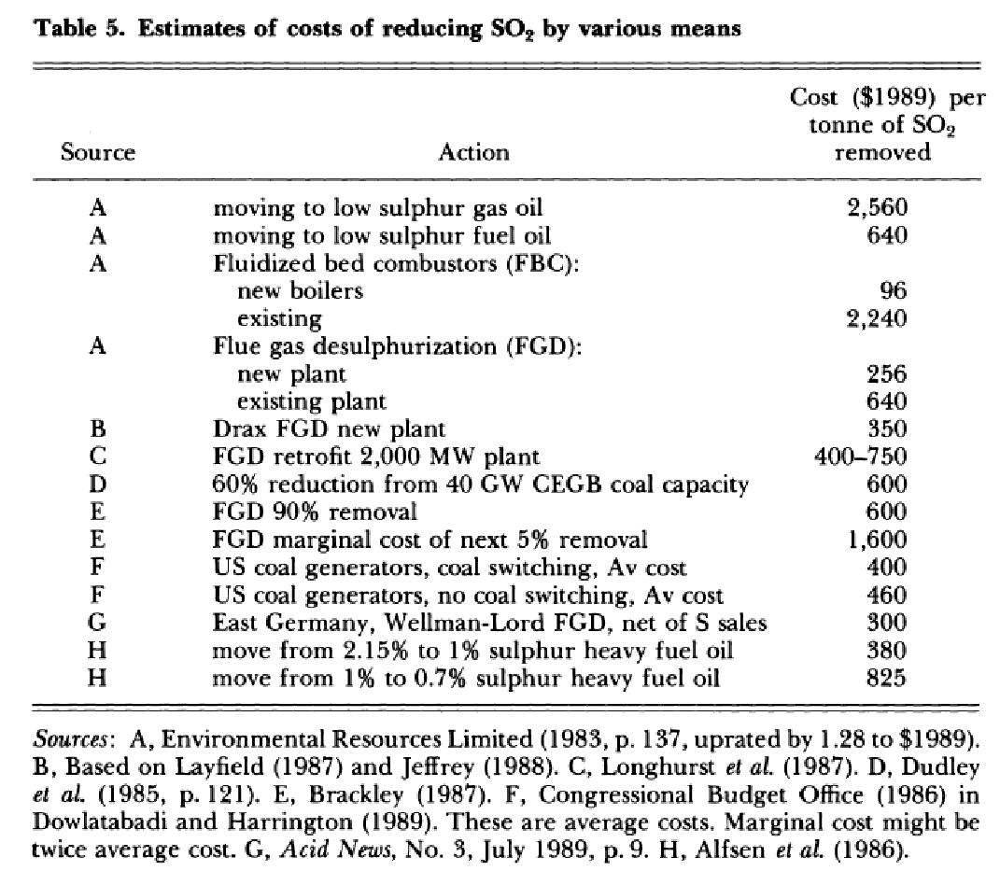 Table 5. Estimates of costs of reducing SO₂ by various means
Cost ($1989) per
tonne of SO₂
Source Action removed
A moving to low sulphur gas oil 2,560
A moving to low sulphur fuel oil 640
A Fluidized bed combustors (FBC):
new boilers 96
existing 2,240
A Flue gas desulphurization (FGD):
new plant 256
existing plant 640
B Drax FGD new plant 350
C FGD retrofit 2,000 MW plant 400–750
D 60% reduction from 40 GW CEGB coal capacity 600
E FGD 90% removal 600
E FGD marginal cost of next 5% removal 1,600
F US coal generators, coal switching, Av cost 400
F US coal generators, no coal switching, Av cost 460
G East Germany, Wellman-Lord FGD, net of S sales 300
H move from 2.15% to 1% sulphur heavy fuel oil 380
H move from 1% to 0.7% sulphur heavy fuel oil 825
Sources: A, Environmental Resources Limited (1983, p. 137, uprated by 1.28 to $1989).
B, Based on Layfield (1987) and Jeffrey (1988). C, Longhurst et al. (1987). D, Dudley
et al. (1985, p. 121). E, Brackley (1987). F, Congressional Budget Office (1986) in
Dowlatabadi and Harrington (1989). These are average costs. Marginal cost might be
twice average cost. G, Acid News, No. 3, July 1989, p. 9. H, Alfsen et al. (1986).